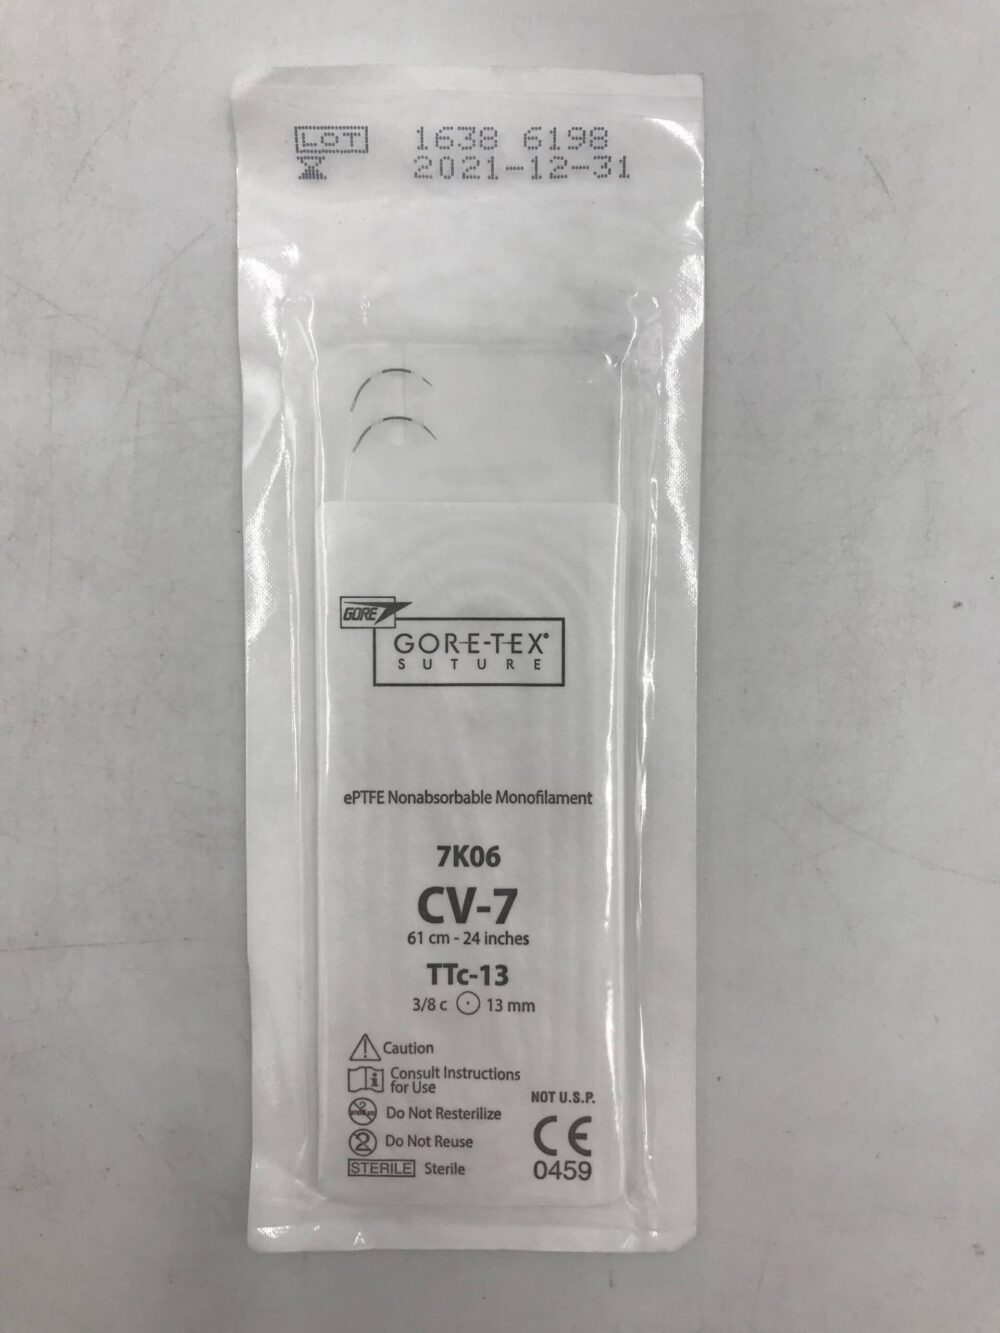 LOT 1638 6198
2021-12-31
GORE
GORE-TEX®
SUTURE
ePTFE Nonabsorbable Monofilament
7K06
CV-7
61 cm - 24 inches
TTc-13
3/8 c 13 mm
Caution
Consult Instructions
for Use
Do Not Resterilize
Do Not Reuse
STERILE Sterile
NOT U.S.P.
CE
0459